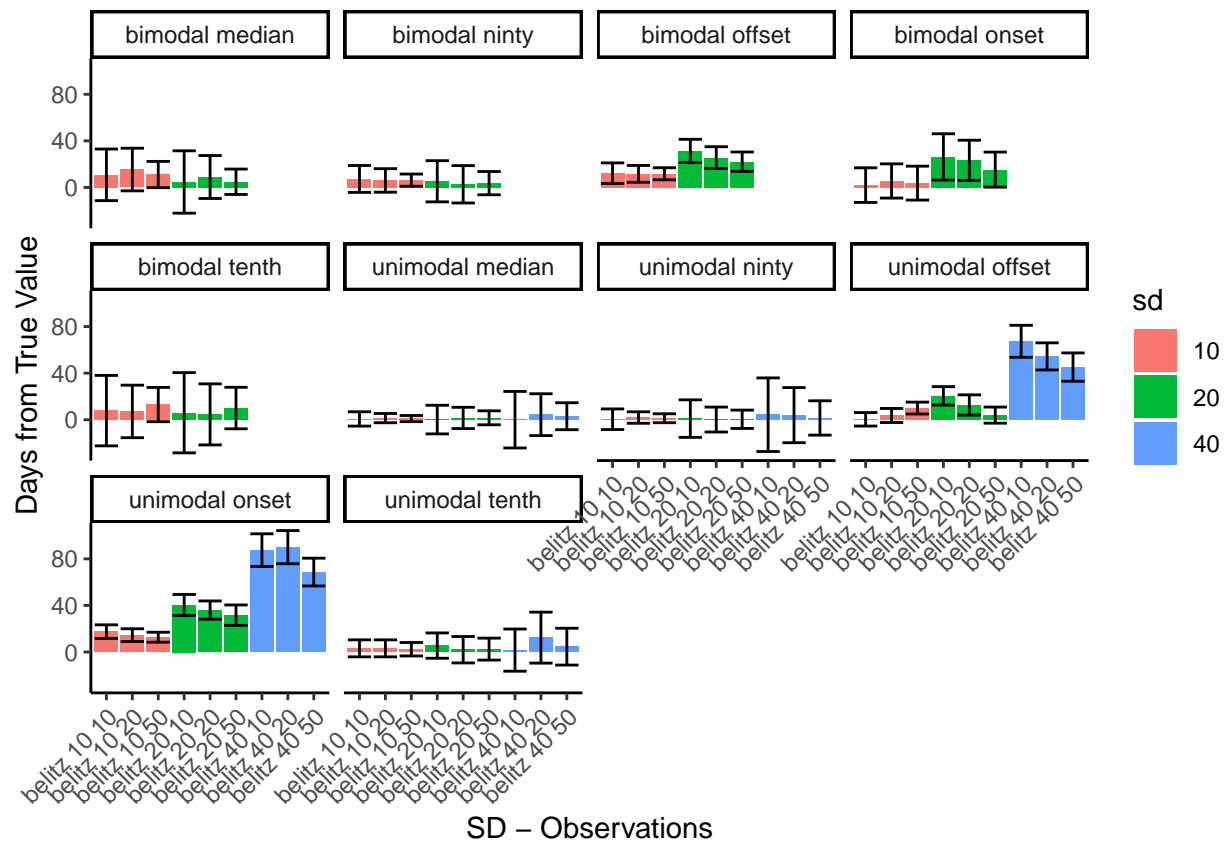 bimodal median
bimodal ninty
bimodal offset
bimodal onset
80
40
0
Days from True Value
bimodal tenth
unimodal median
unimodal ninty
unimodal offset
80
40
0
sd
10
20
40
unimodal onset
unimodal tenth
80
40
0
belitz 10 10
belitz 10 20
belitz 10 50
belitz 20 10
belitz 20 20
belitz 20 50
belitz 40 10
belitz 40 20
belitz 40 50
belitz 10 10
belitz 10 20
belitz 10 50
belitz 20 10
belitz 20 20
belitz 20 50
belitz 40 10
belitz 40 20
belitz 40 50
belitz 10 10
belitz 10 20
belitz 10 50
belitz 20 10
belitz 20 20
belitz 20 50
belitz 40 10
belitz 40 20
belitz 40 50
belitz 10 10
belitz 10 20
belitz 10 50
belitz 20 10
belitz 20 20
belitz 20 50
belitz 40 10
belitz 40 20
belitz 40 50
SD – Observations